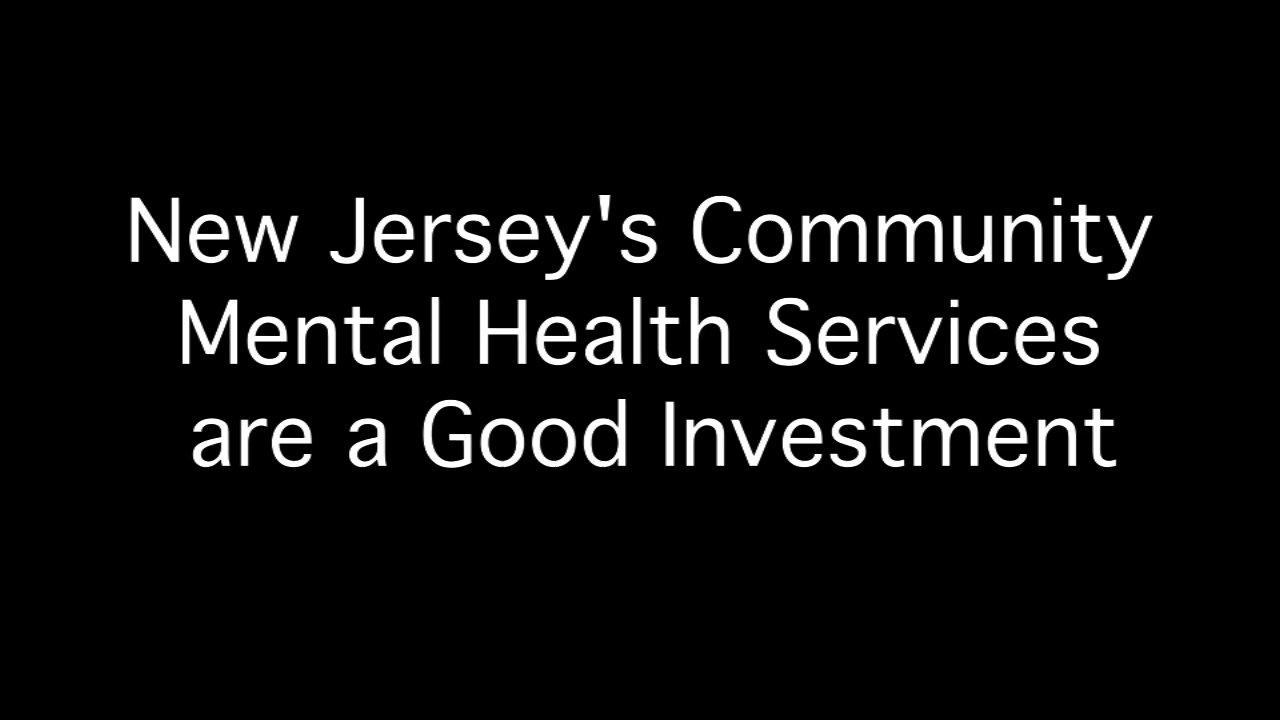 New Jersey's Community
Mental Health Services
are a Good Investment